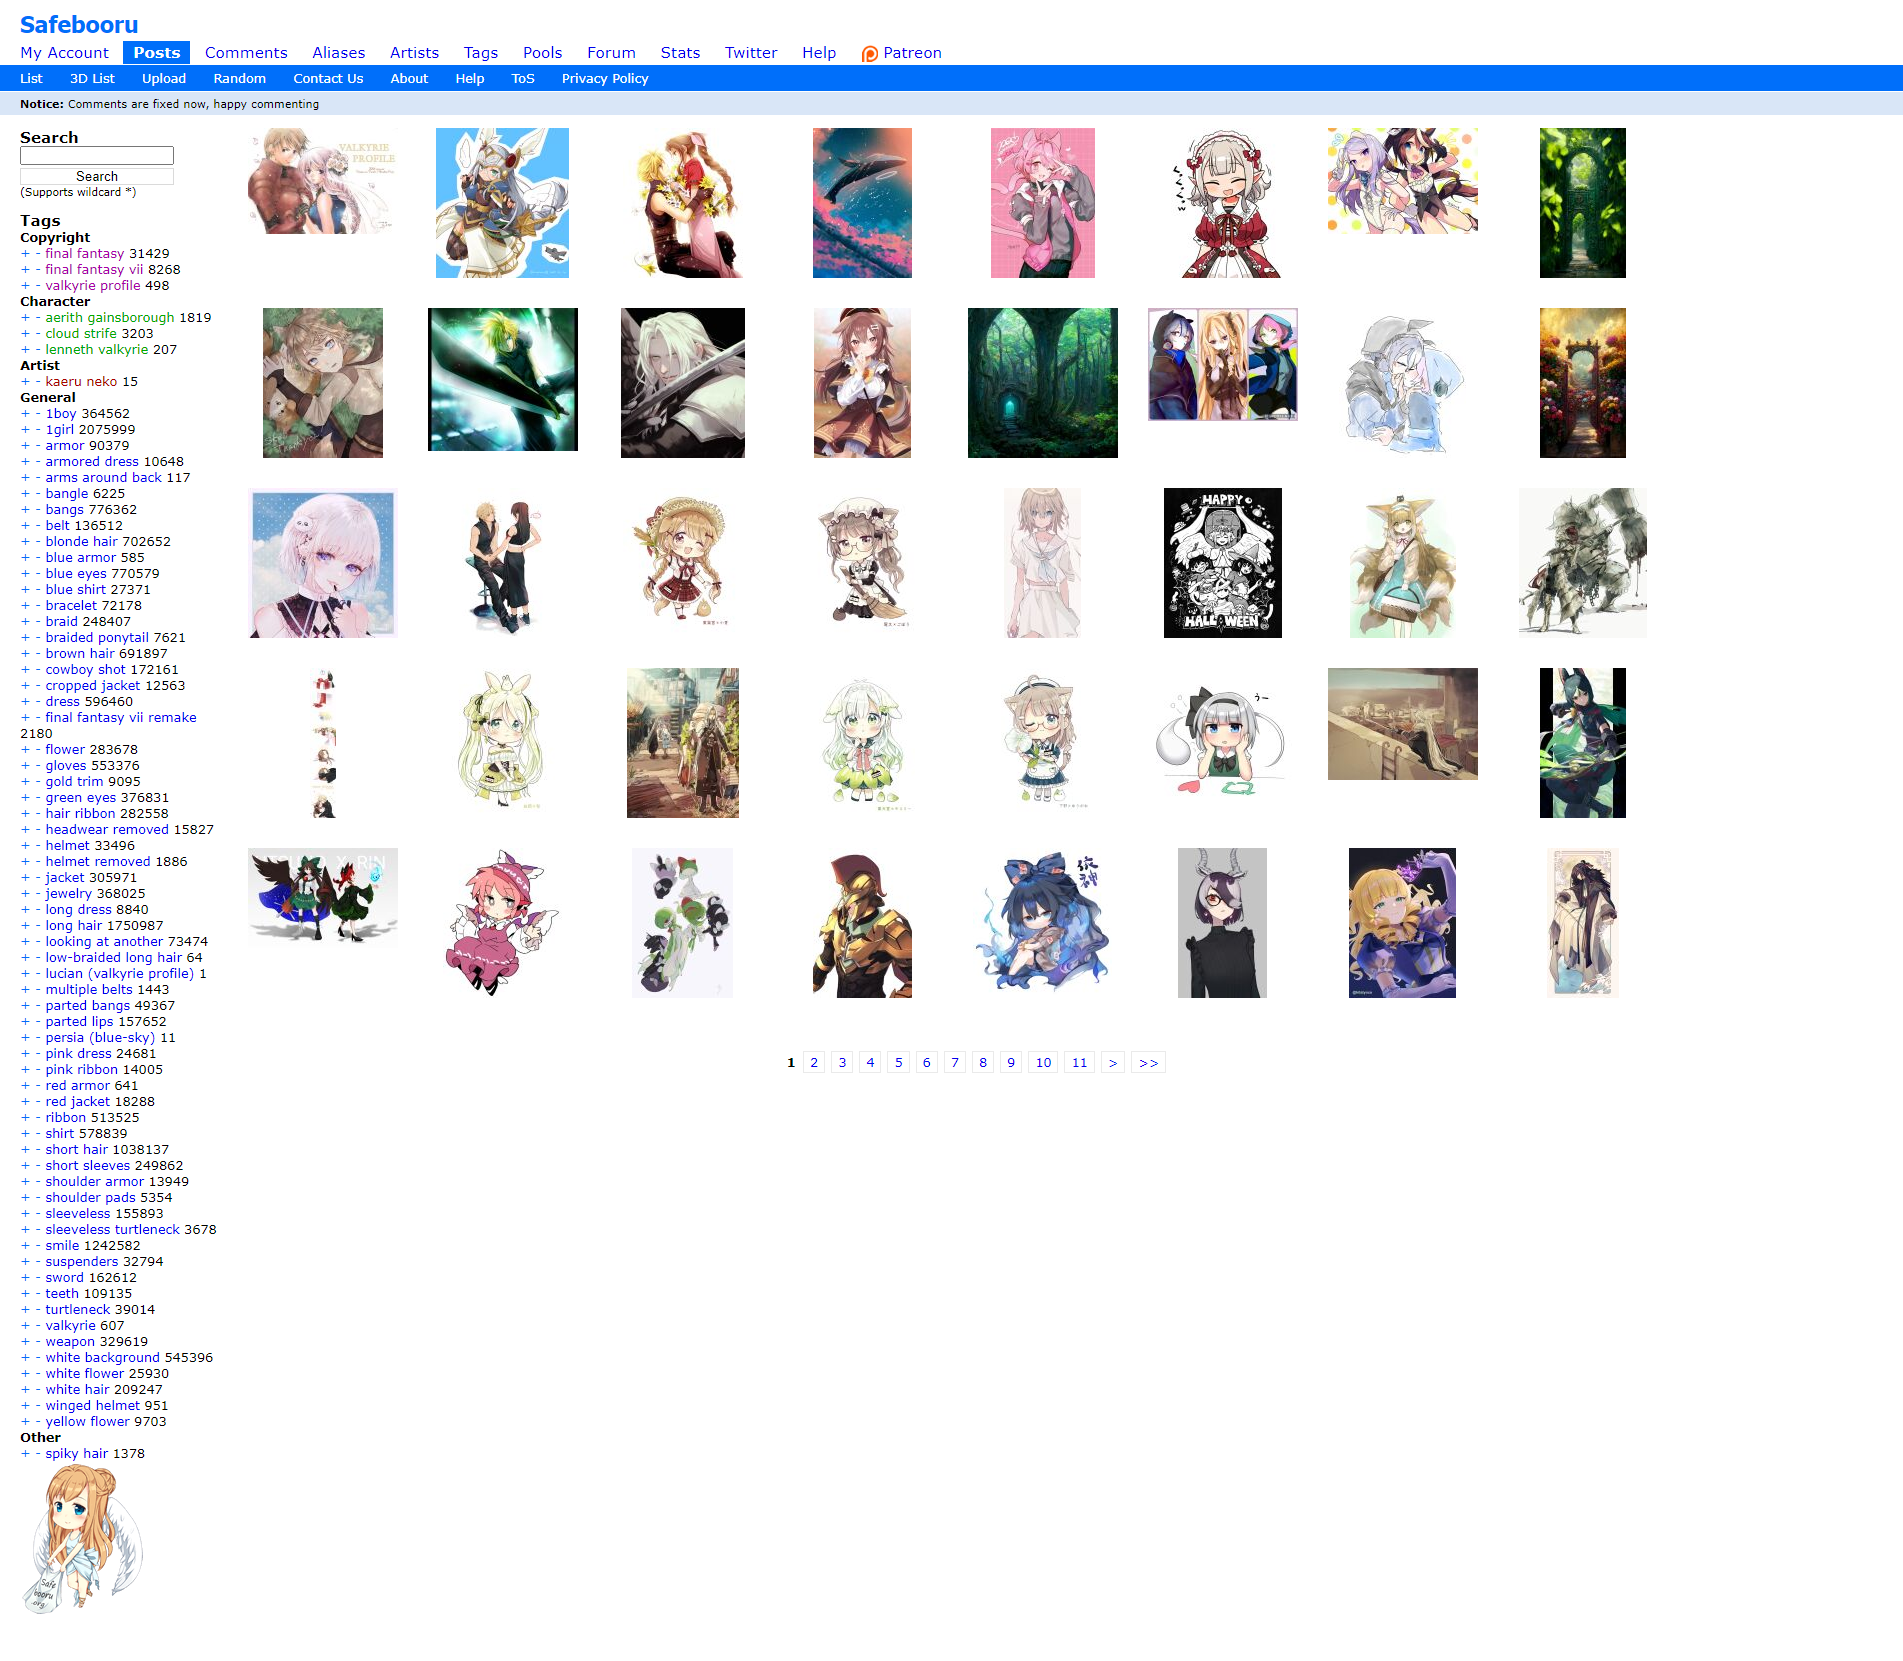 Safebooru
My Account Posts Comments Aliases Artists Tags Pools Forum Stats Twitter Help Patreon
List 3D List Upload Random Contact Us About Help ToS Privacy Policy
Notice: Comments are fixed now, happy commenting
Search
Search
(Supports wildcard *)
Tags
Copyright
+ - final fantasy 31429
+ - final fantasy vii 8268
+ - valkyrie profile 498
Character
+ - aerith gainsborough 1819
+ - cloud strife 3203
+ - lenneth valkyrie 207
Artist
+ - kaeru neko 15
General
+ - 1boy 364562
+ - 1girl 2075999
+ - armor 90379
+ - armored dress 10648
+ - arms around back 117
+ - bangle 6225
+ - bangs 776362
+ - belt 136512
+ - blonde hair 702652
+ - blue armor 585
+ - blue eyes 770579
+ - blue shirt 27371
+ - bracelet 72178
+ - braid 248407
+ - braided ponytail 7621
+ - brown hair 691897
+ - cowboy shot 172161
+ - cropped jacket 12563
+ - dress 596460
+ - final fantasy vii remake
2180
+ - flower 283678
+ - gloves 553376
+ - gold trim 9095
+ - green eyes 376831
+ - hair ribbon 282558
+ - headwear removed 15827
+ - helmet 33496
+ - helmet removed 1886
+ - jacket 305971
+ - jewelry 368025
+ - long dress 8840
+ - long hair 1750987
+ - looking at another 73474
+ - low-braided long hair 64
+ - lucian (valkyrie profile) 1
+ - multiple belts 1443
+ - parted bangs 49367
+ - parted lips 157652
+ - persia (blue-sky) 11
+ - pink dress 24681
+ - pink ribbon 14005
+ - red armor 641
+ - red jacket 18288
+ - ribbon 513525
+ - shirt 578839
+ - short hair 1038137
+ - short sleeves 249862
+ - shoulder armor 13949
+ - shoulder pads 5354
+ - sleeveless 155893
+ - sleeveless turtleneck 3678
+ - smile 1242582
+ - suspenders 32794
+ - sword 162612
+ - teeth 109135
+ - turtleneck 39014
+ - valkyrie 607
+ - weapon 329619
+ - white background 545396
+ - white flower 25930
+ - white hair 209247
+ - winged helmet 951
+ - yellow flower 9703
Other
+ - spiky hair 1378
Safe
booru
.org/
VALKYRIE
PROFILE
HAPPY
HALLWEEN
うー
1 2 3 4 5 6 7 8 9 10 11 > >>